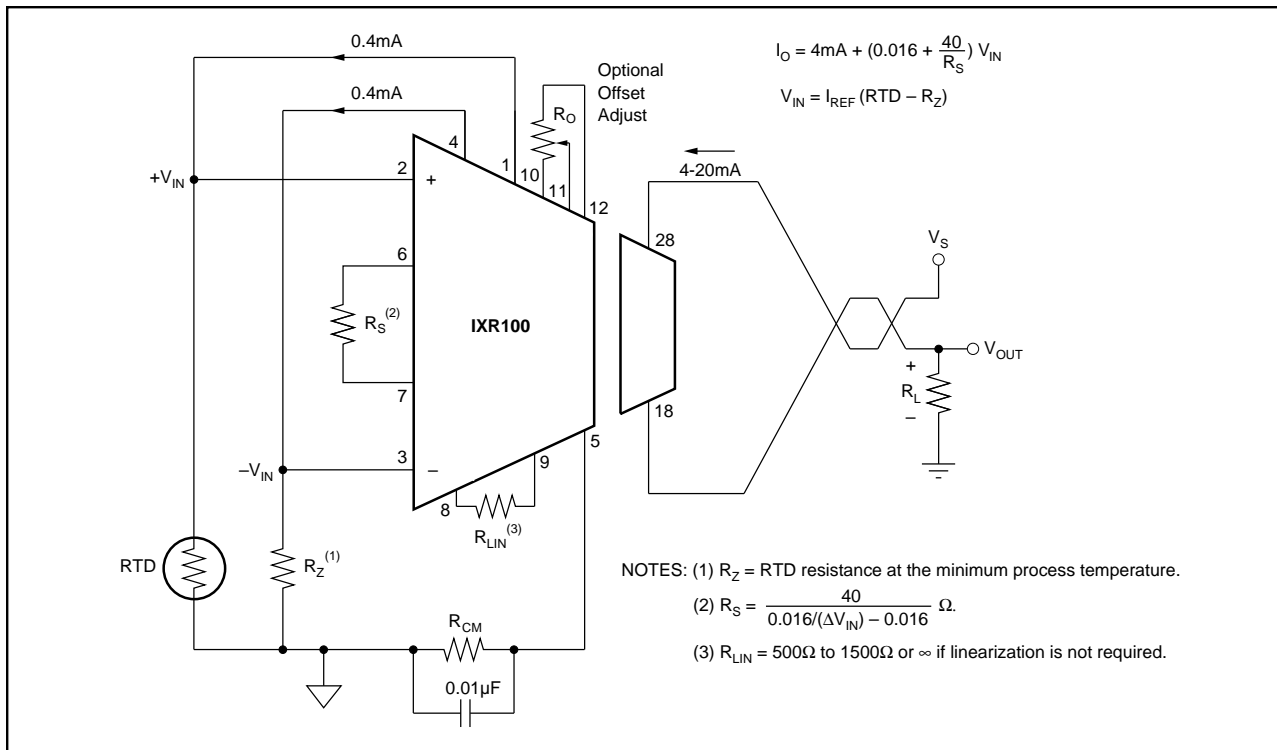 0.4mA
I_O = 4mA + (0.016 + 40/R_S) V_IN
V_IN = I_REF (RTD – R_Z)
Optional
Offset
Adjust
0.4mA
R_O
4
1
10
11
12
2
+
+V_IN
4-20mA
28
V_S
6
R_S (2)
IXR100
7
V_OUT
+
R_L
–
18
5
3
–
–V_IN
9
8
R_LIN (3)
RTD
R_Z (1)
R_CM
0.01µF
NOTES: (1) R_Z = RTD resistance at the minimum process temperature.
(2) R_S = 40/(0.016/(ΔV_IN) – 0.016) Ω.
(3) R_LIN = 500Ω to 1500Ω or ∞ if linearization is not required.